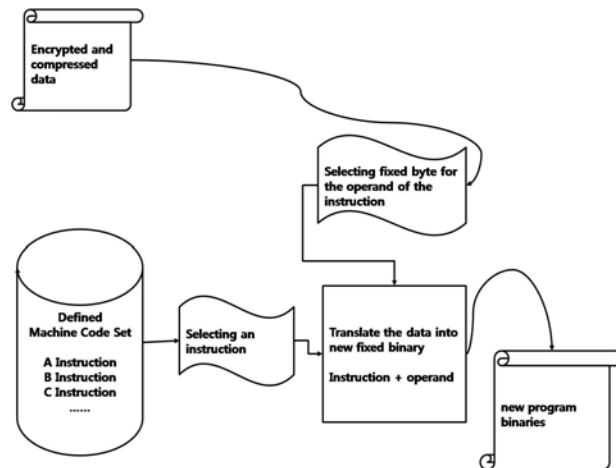 Encrypted and
compressed
data
Selecting fixed byte for
the operand of the
instruction
Defined
Machine Code Set
A Instruction
B Instruction
C Instruction
......
Selecting an
instruction
Translate the data into
new fixed binary
Instruction + operand
new program
binaries